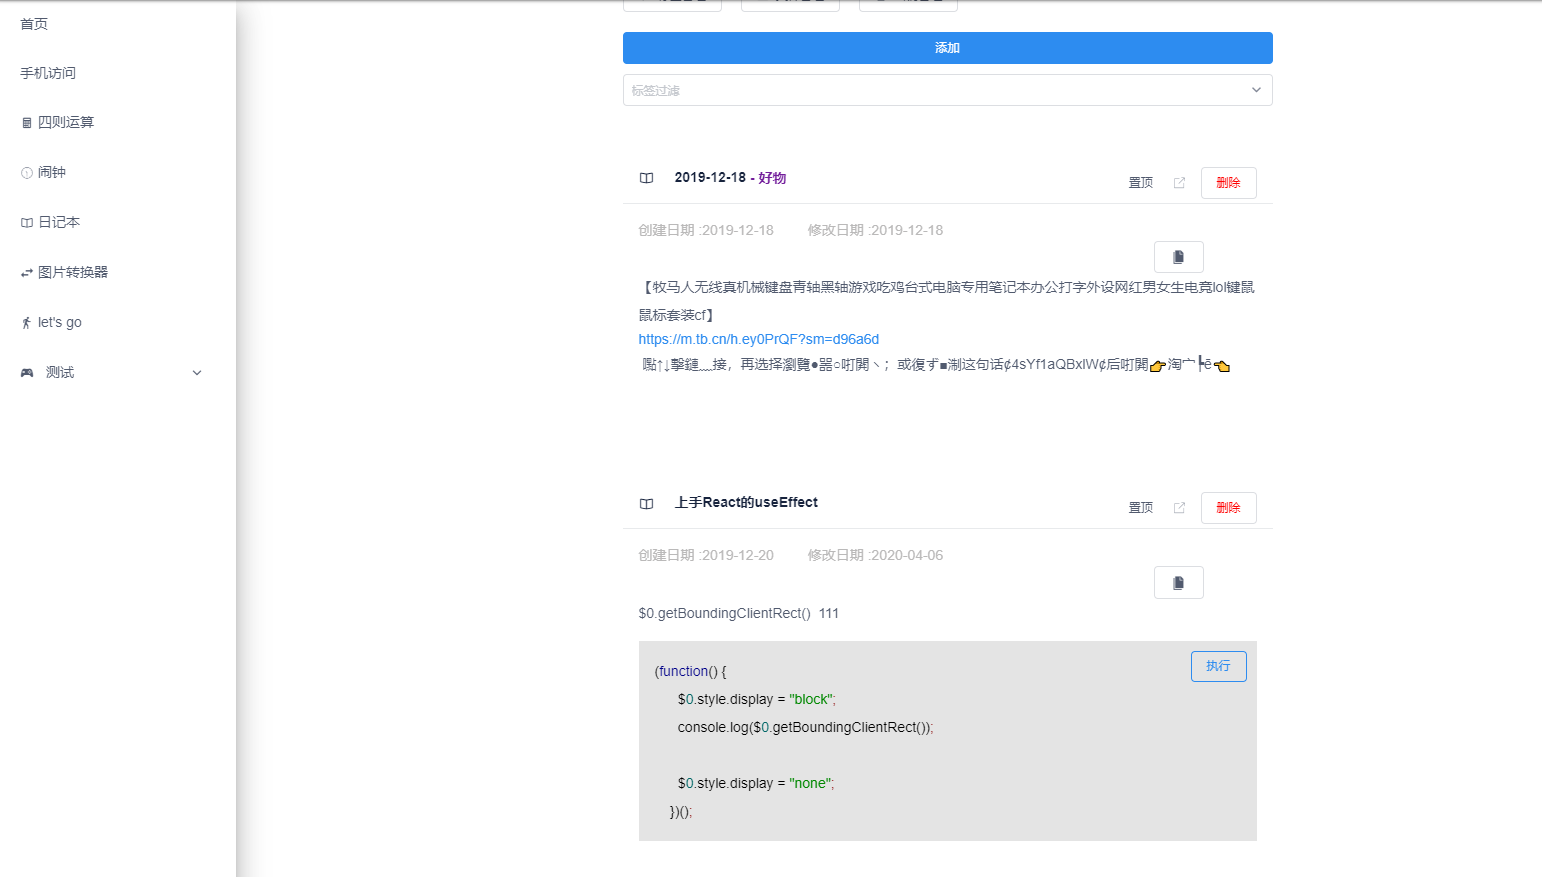 首页
手机访问
四则运算
闹钟
日记本
图片转换器
let's go
测试
添加
标签过滤
2019-12-18 - 好物
置顶
删除
创建日期 :2019-12-18 修改日期 :2019-12-18
【牧马人无线真机械键盘青轴黑轴游戏吃鸡台式电脑专用笔记本办公打字外设网红男女生电竞lol键鼠
鼠标套装cf】
https://m.tb.cn/h.ey0PrQF?sm=d96a6d
嚸↑↓擊鏈﹏接，再选择瀏覽●噐○咑閞丶；或復ず■淛这句话¢4sYf1aQBxlW¢后咑閞👉淘宀┡ē👈
上手React的useEffect
置顶
删除
创建日期 :2019-12-20 修改日期 :2020-04-06
$0.getBoundingClientRect() 111
执行
(function() {
$0.style.display = "block";
console.log($0.getBoundingClientRect());
$0.style.display = "none";
})();